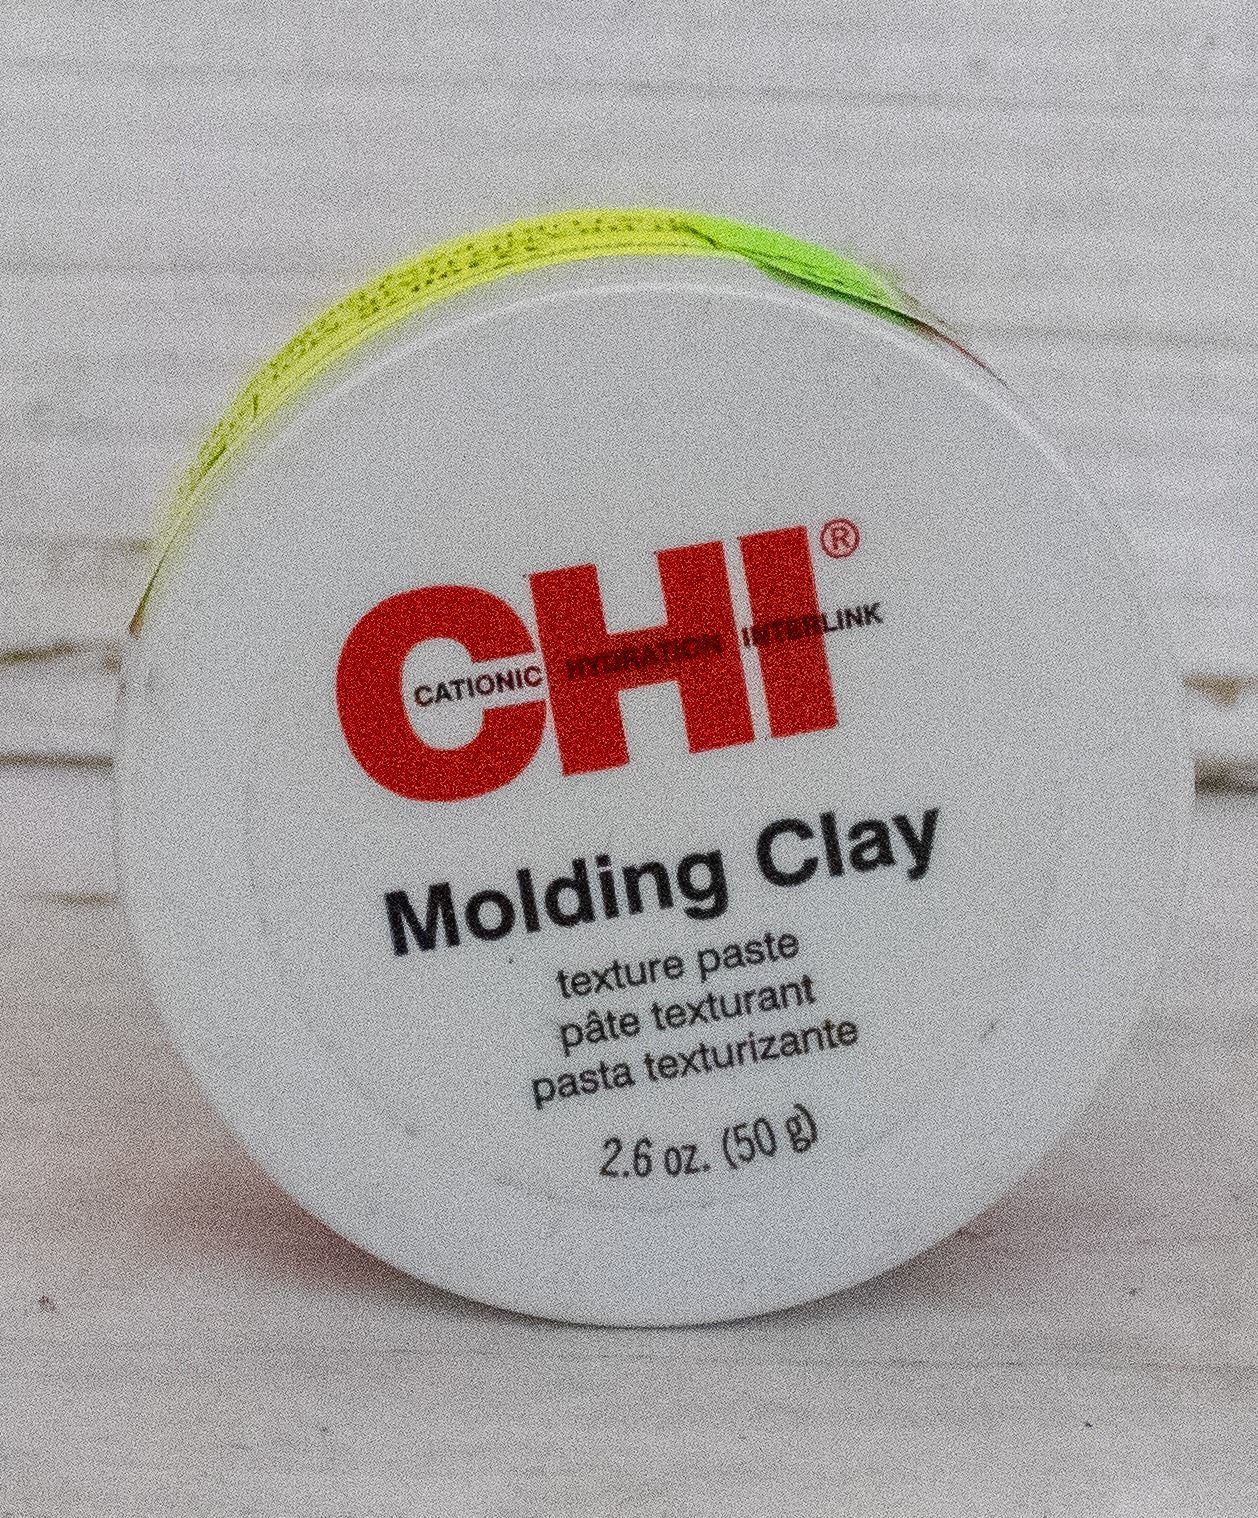 CHI®
CATIONIC HYDRATION INTERLINK
Molding Clay
texture paste
pâte texturant
pasta texturizante
2.6 oz. (50 g)